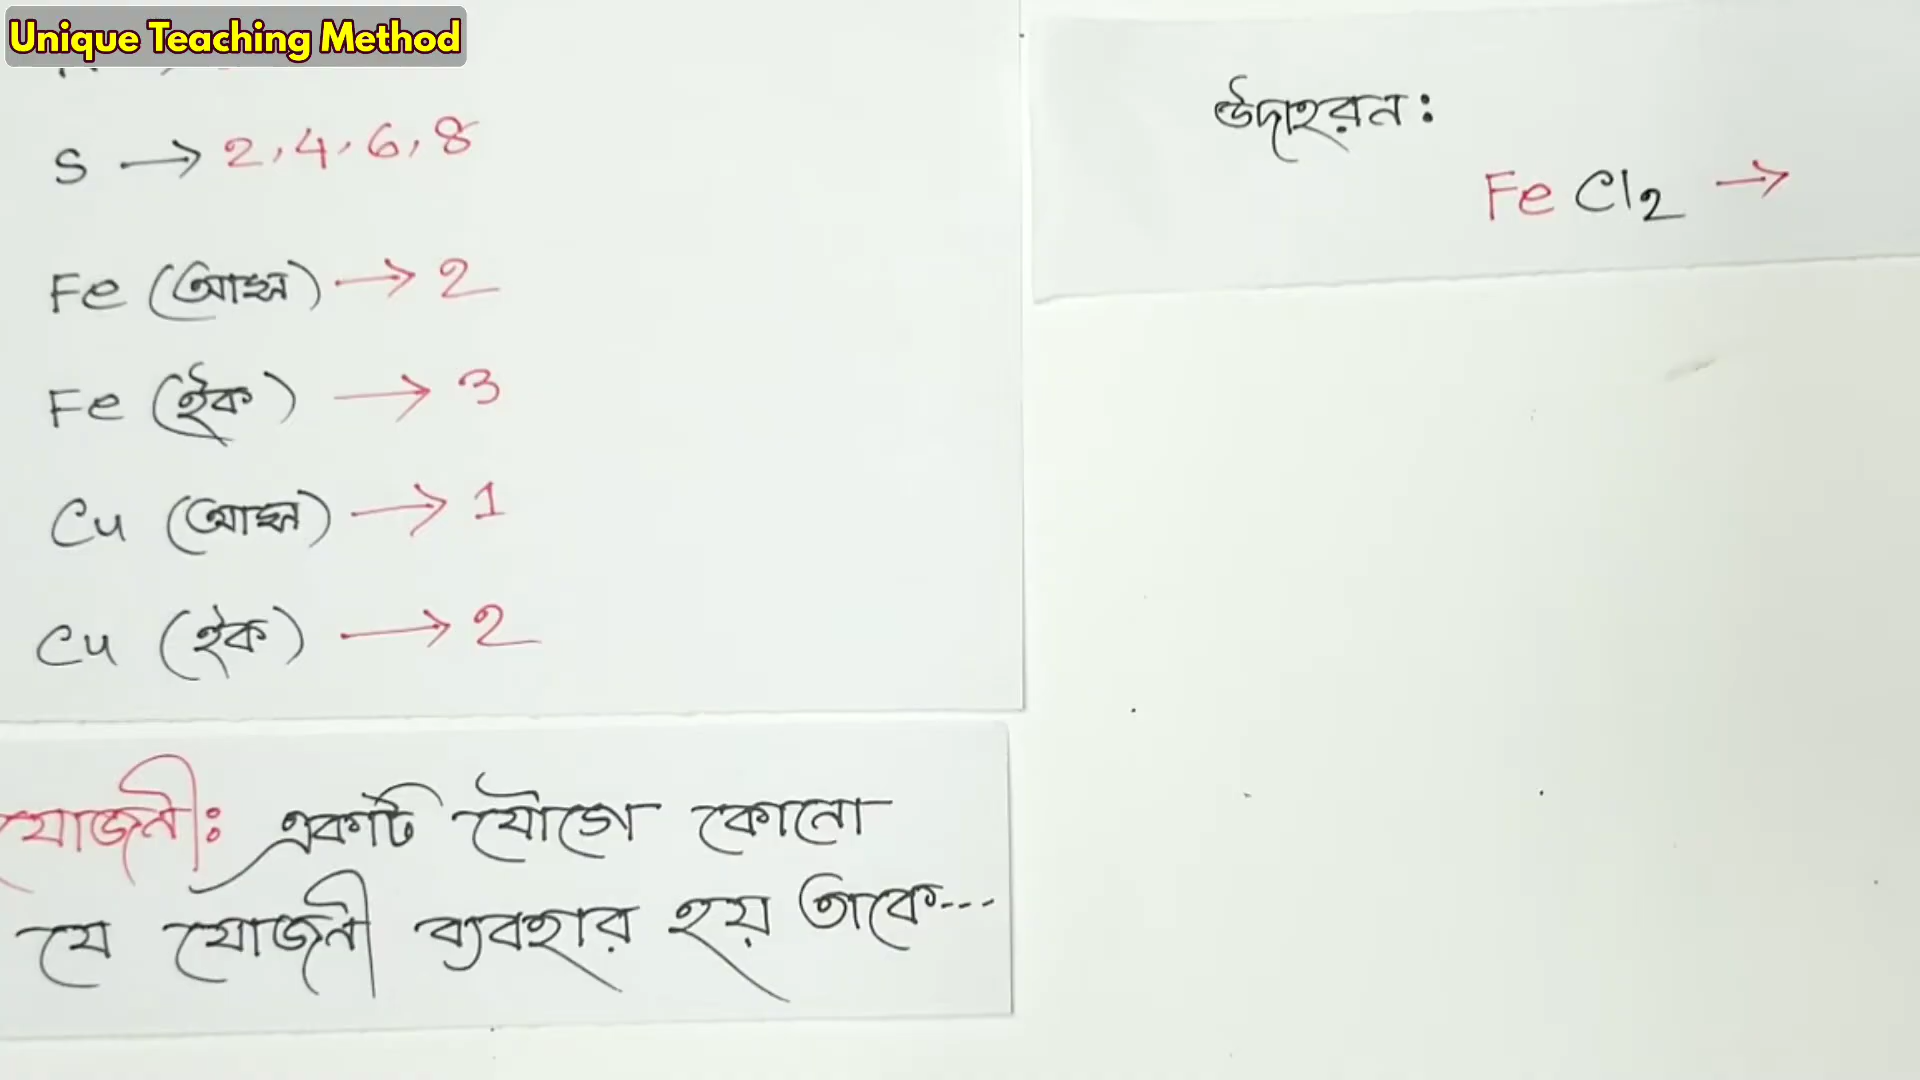 Unique Teaching Method
S → 2, 4, 6, 8
Fe (আস) → 2
Fe (ইক) → 3
Cu (আস) → 1
Cu (ইক) → 2
যোজনী: একটি যৌগে কোনো
যে যোজনী ব্যবহার হয় তাকে---
উদাহরন:
FeCl₂ →